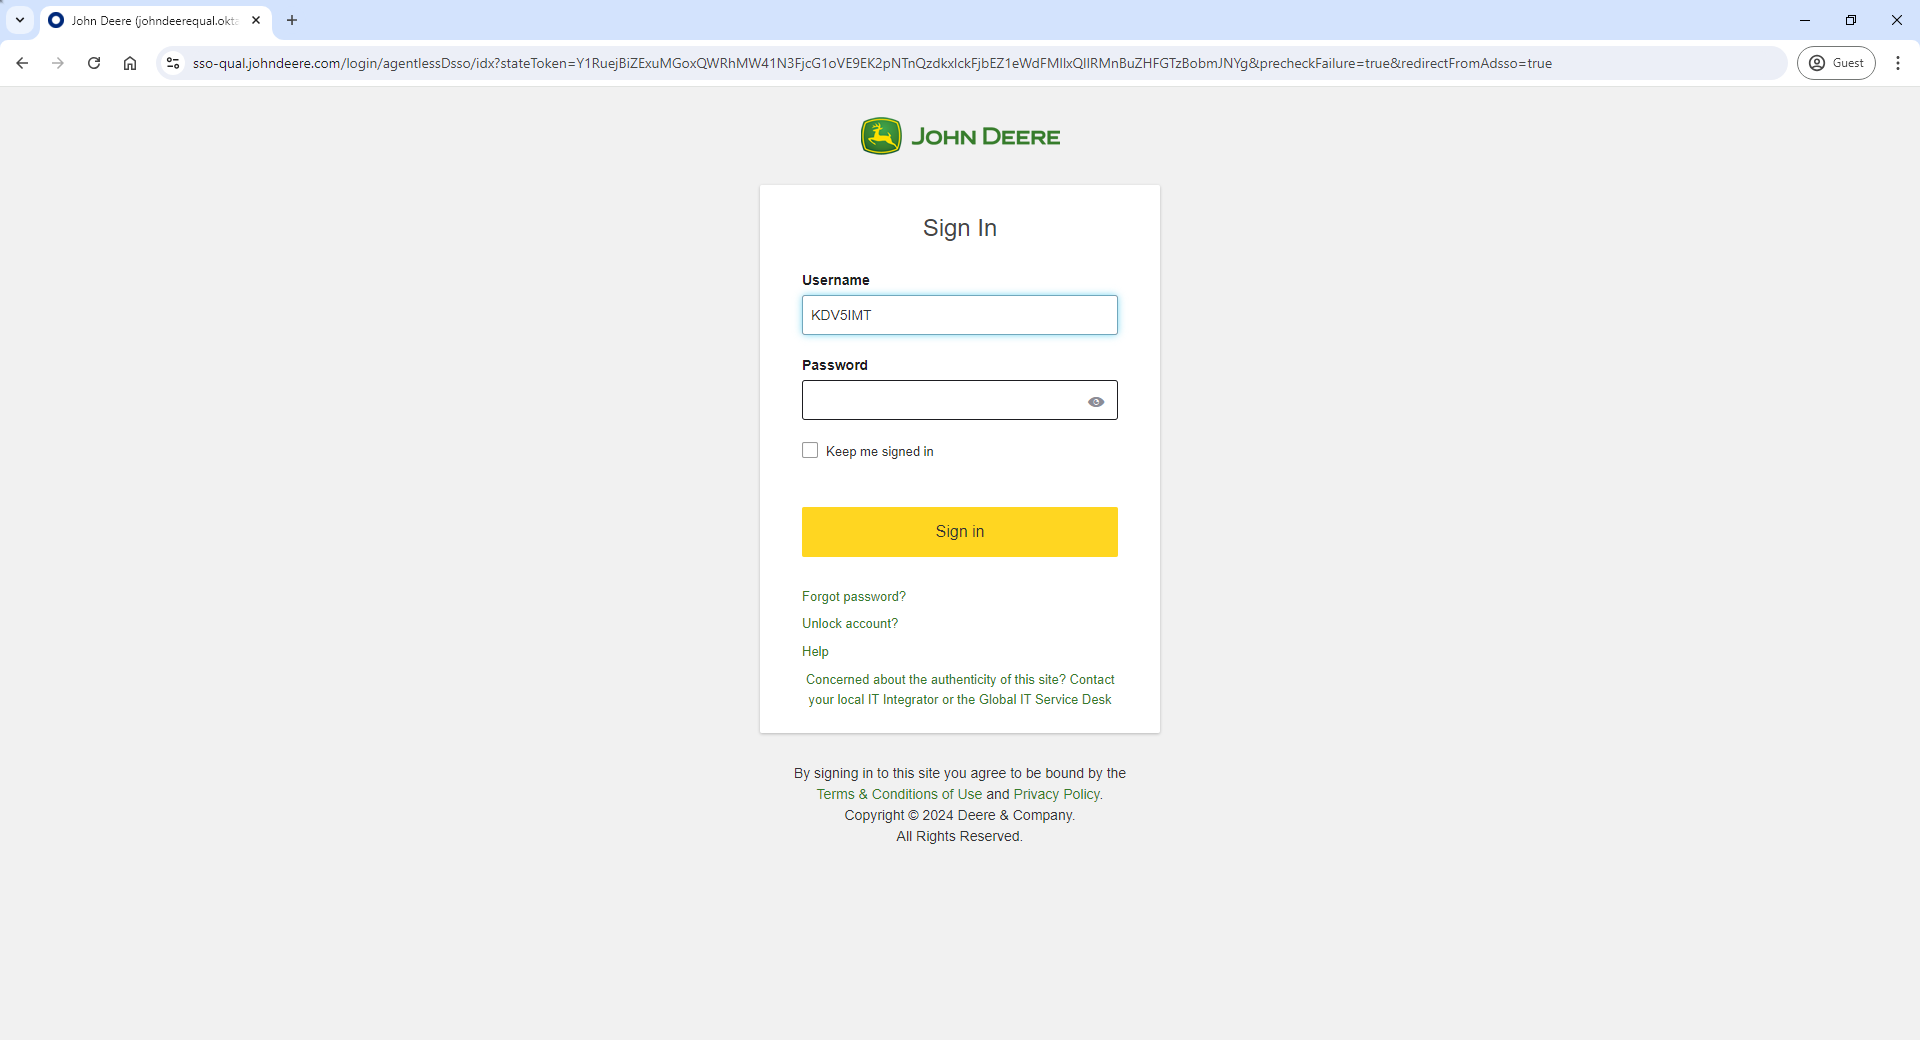 John Deere (johndeerequal.okta
sso-qual.johndeere.com/login/agentlessDsso/idx?stateToken=Y1RuejBiZExuMGoxQWRhMW41N3FjcG1oVE9EK2pNTnQzdkxIckFjbEZ1eWdFMllxQllRMnBuZHFGTzBobmJNYg&precheckFailure=true&redirectFromAdsso=true
Guest
JOHN DEERE
Sign In
Username
KDV5IMT
Password
Keep me signed in
Sign in
Forgot password?
Unlock account?
Help
Concerned about the authenticity of this site? Contact
your local IT Integrator or the Global IT Service Desk
By signing in to this site you agree to be bound by the
Terms & Conditions of Use and Privacy Policy.
Copyright © 2024 Deere & Company.
All Rights Reserved.